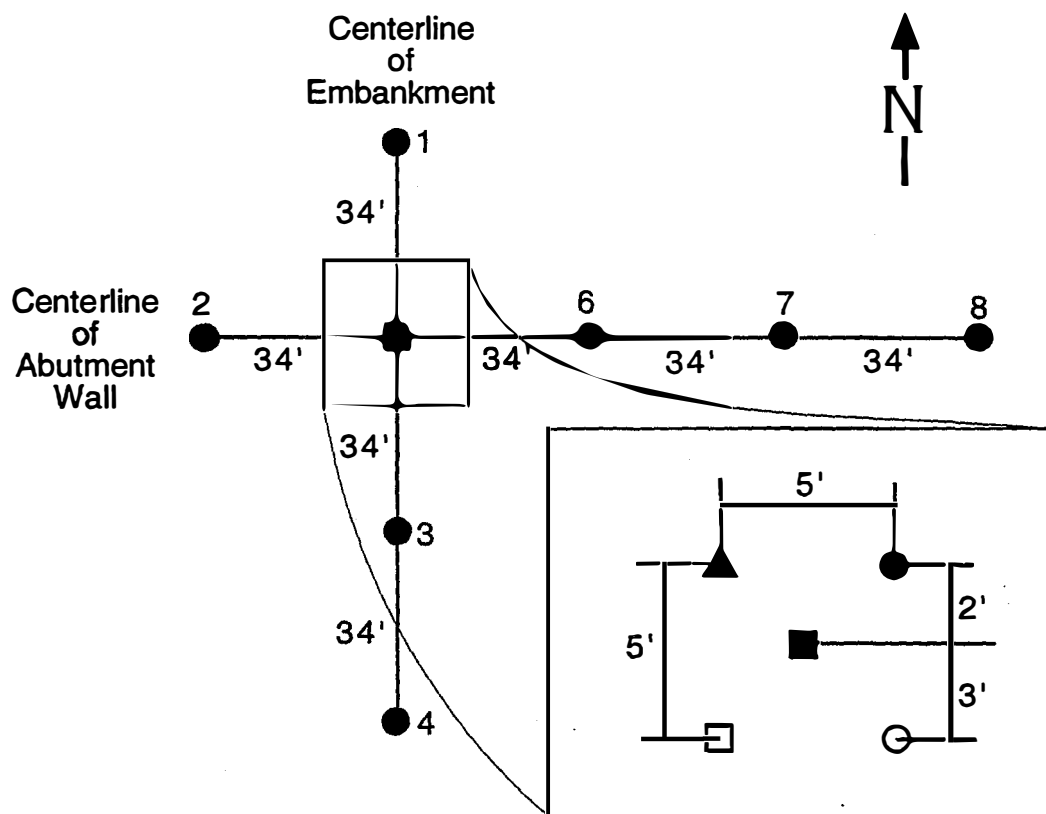 Centerline
of
Embankment
1
N
34'
Centerline
of
Abutment
Wall
2
6
7
8
34'
34'
34'
34'
34'
3
34'
4
5'
5'
2'
3'